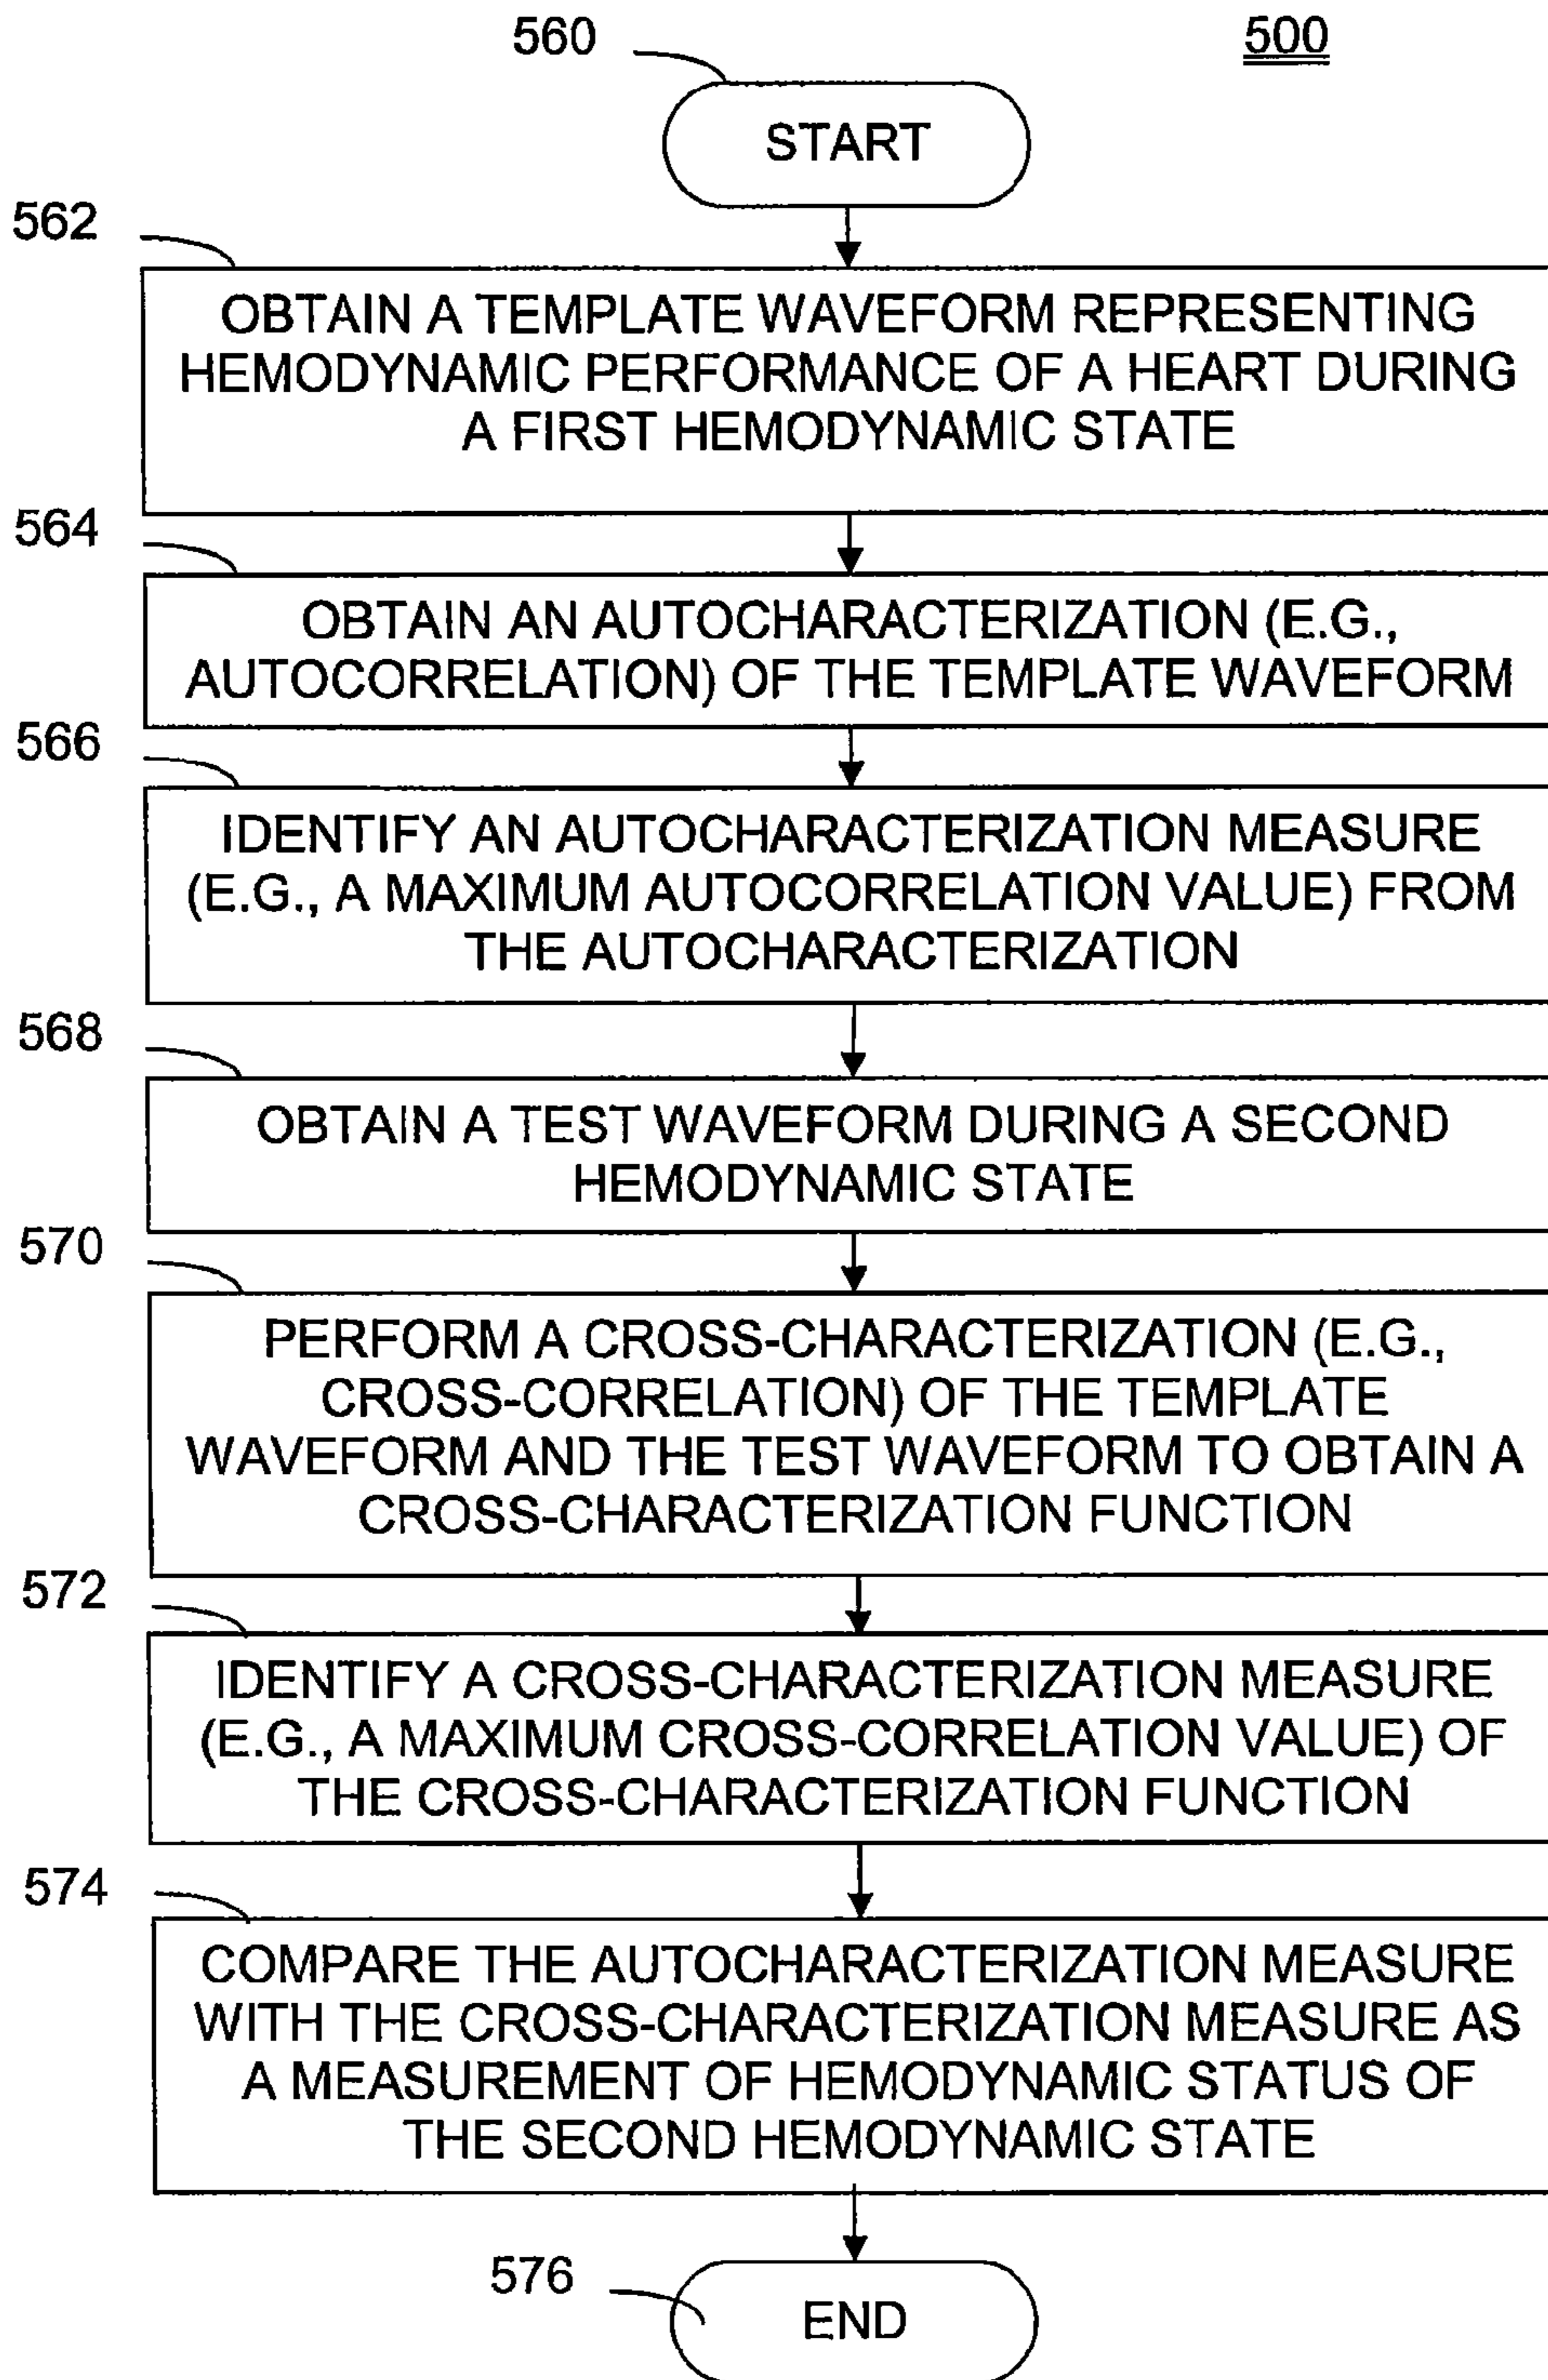 560
500
START
562
OBTAIN A TEMPLATE WAVEFORM REPRESENTING
HEMODYNAMIC PERFORMANCE OF A HEART DURING
A FIRST HEMODYNAMIC STATE
564
OBTAIN AN AUTOCHARACTERIZATION (E.G.,
AUTOCORRELATION) OF THE TEMPLATE WAVEFORM
566
IDENTIFY AN AUTOCHARACTERIZATION MEASURE
(E.G., A MAXIMUM AUTOCORRELATION VALUE) FROM
THE AUTOCHARACTERIZATION
568
OBTAIN A TEST WAVEFORM DURING A SECOND
HEMODYNAMIC STATE
570
PERFORM A CROSS-CHARACTERIZATION (E.G.,
CROSS-CORRELATION) OF THE TEMPLATE
WAVEFORM AND THE TEST WAVEFORM TO OBTAIN A
CROSS-CHARACTERIZATION FUNCTION
572
IDENTIFY A CROSS-CHARACTERIZATION MEASURE
(E.G., A MAXIMUM CROSS-CORRELATION VALUE) OF
THE CROSS-CHARACTERIZATION FUNCTION
574
COMPARE THE AUTOCHARACTERIZATION MEASURE
WITH THE CROSS-CHARACTERIZATION MEASURE AS
A MEASUREMENT OF HEMODYNAMIC STATUS OF
THE SECOND HEMODYNAMIC STATE
576
END